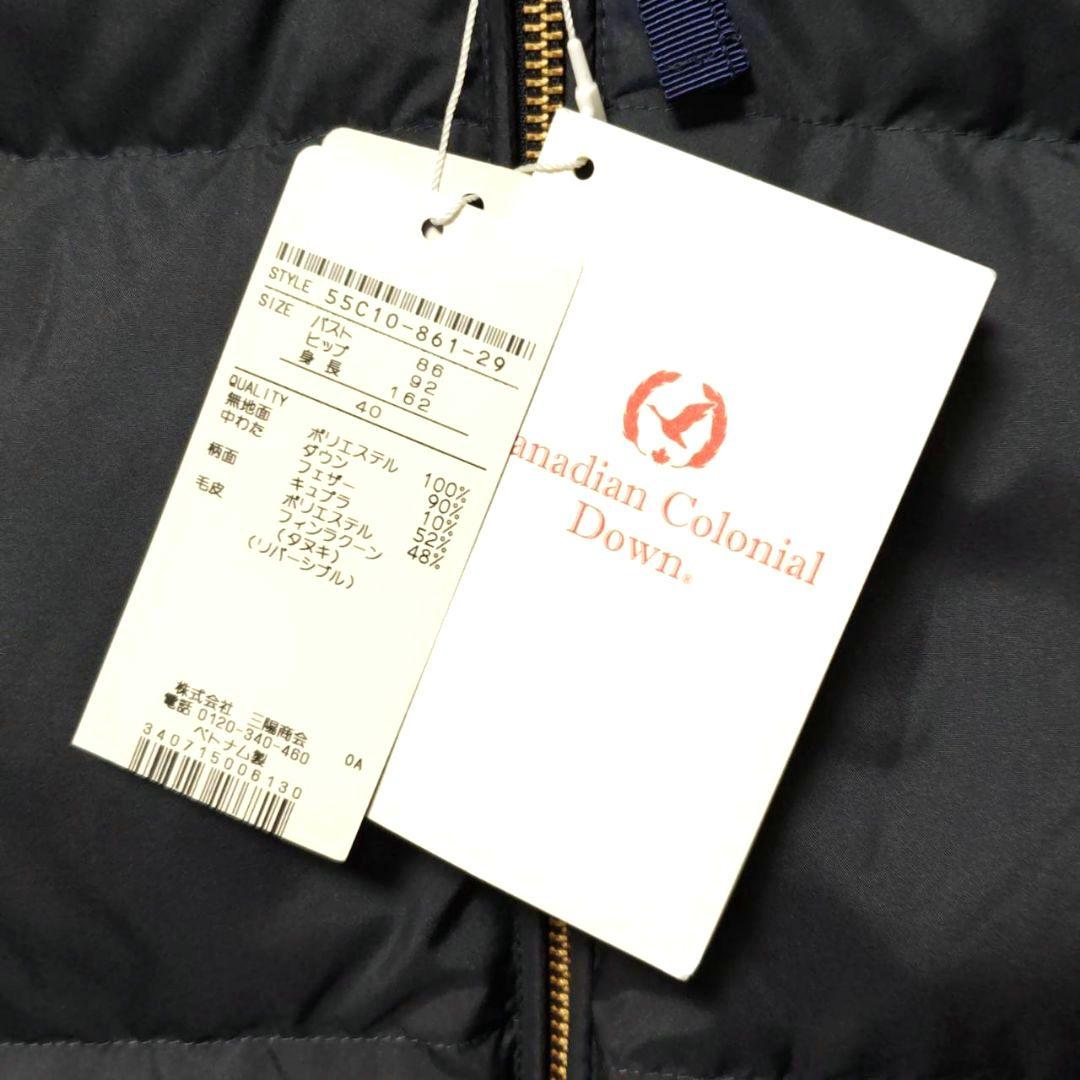 STYLE 55C10-861-29
SIZE バスト 86
ヒップ 92
身長 162
40
QUALITY
無地面 ポリエステル 100%
中わた ダウン 90%
フェザー 10%
柄面 キュプラ 52%
ポリエステル 48%
毛皮 フィンラクーン
(タヌキ)
(リバーシブル)
株式会社 三陽商会
電話 0120-340-460 0A
ベトナム製
340715006130
anadian Colonial
Down®